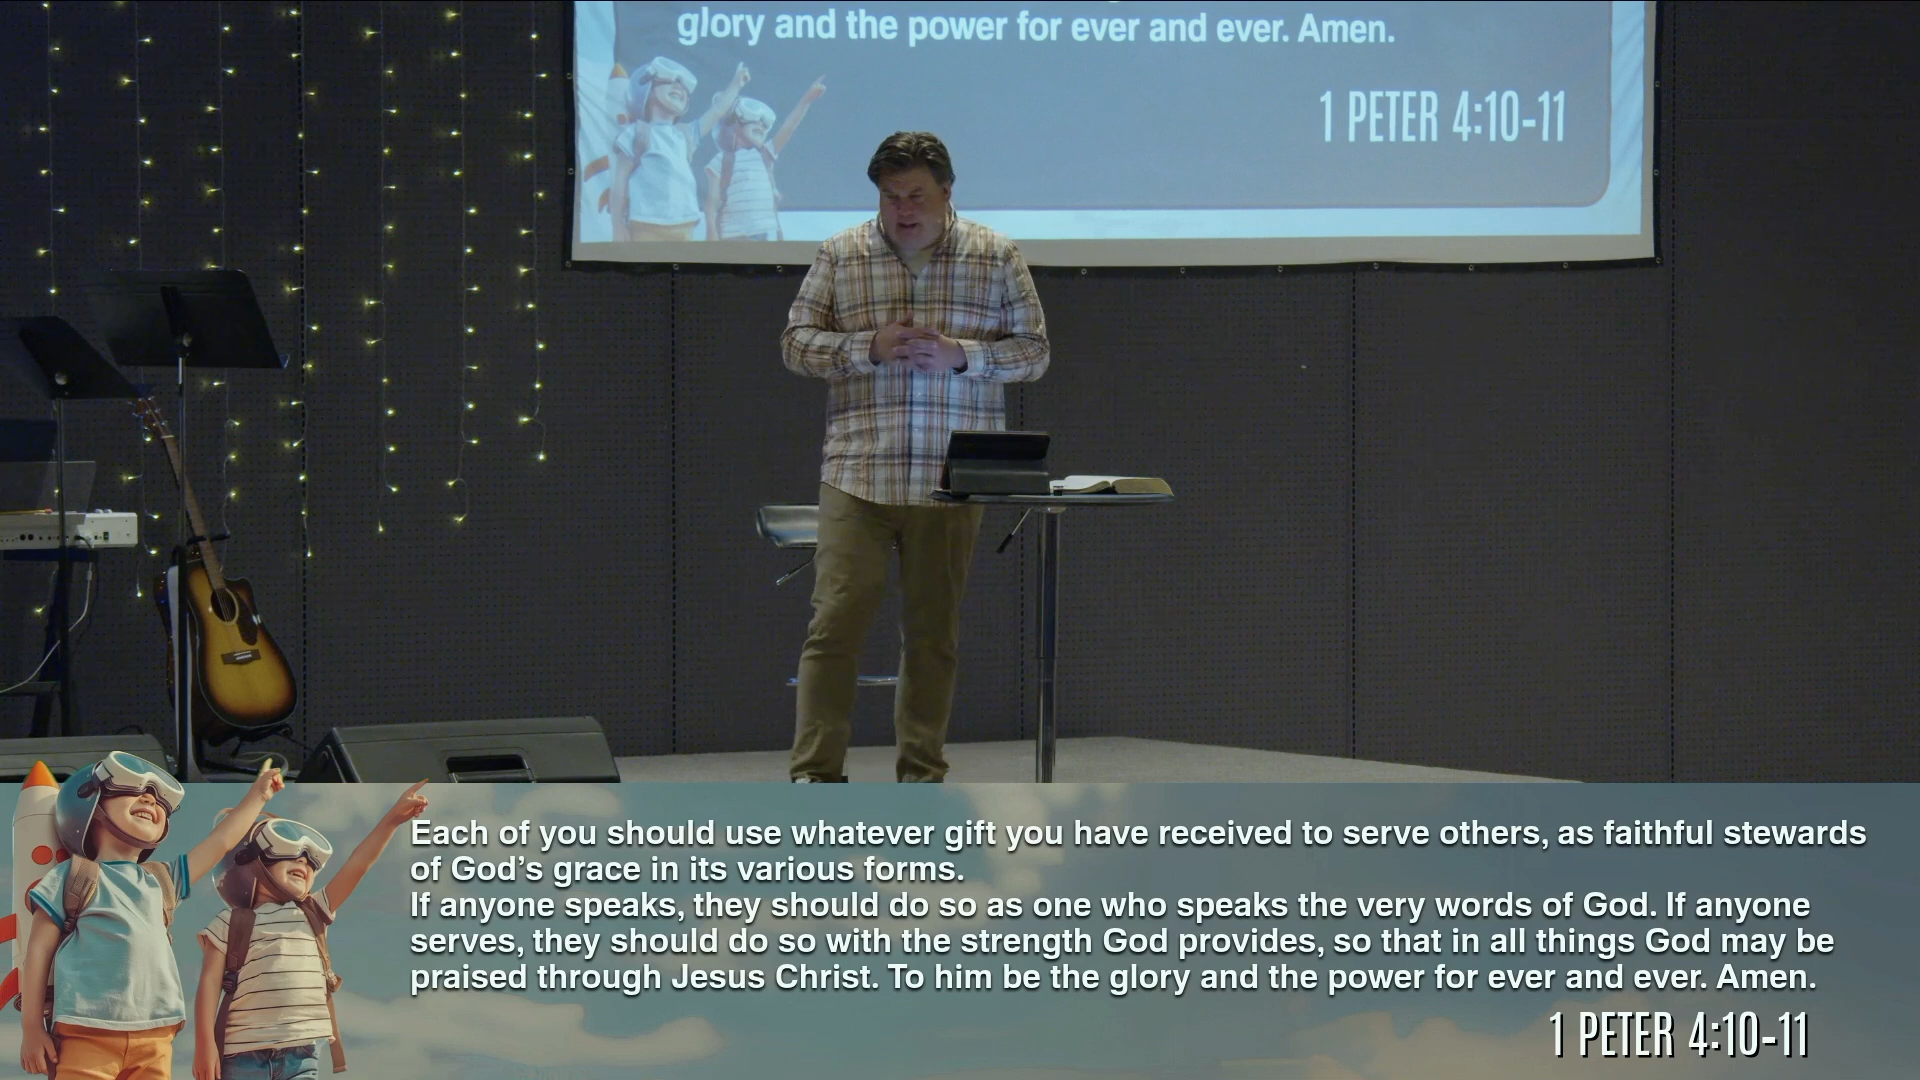 glory and the power for ever and ever. Amen.
1 PETER 4:10-11
Each of you should use whatever gift you have received to serve others, as faithful stewards
of God’s grace in its various forms.
If anyone speaks, they should do so as one who speaks the very words of God. If anyone
serves, they should do so with the strength God provides, so that in all things God may be
praised through Jesus Christ. To him be the glory and the power for ever and ever. Amen.
1 PETER 4:10-11